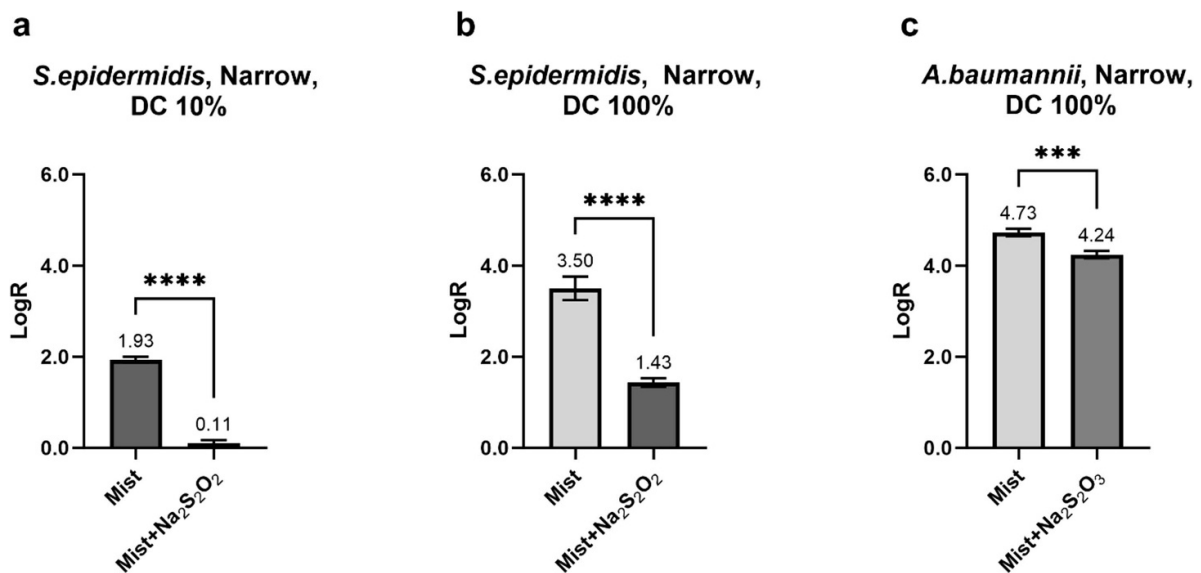 a
S.epidermidis, Narrow,
DC 10%
LogR
6.0
4.0
2.0
0.0
****
1.93
0.11
Mist
Mist+Na₂S₂O₂
b
S.epidermidis, Narrow,
DC 100%
LogR
6.0
4.0
2.0
0.0
****
3.50
1.43
Mist
Mist+Na₂S₂O₂
c
A.baumannii, Narrow,
DC 100%
LogR
6.0
4.0
2.0
0.0
***
4.73
4.24
Mist
Mist+Na₂S₂O₃